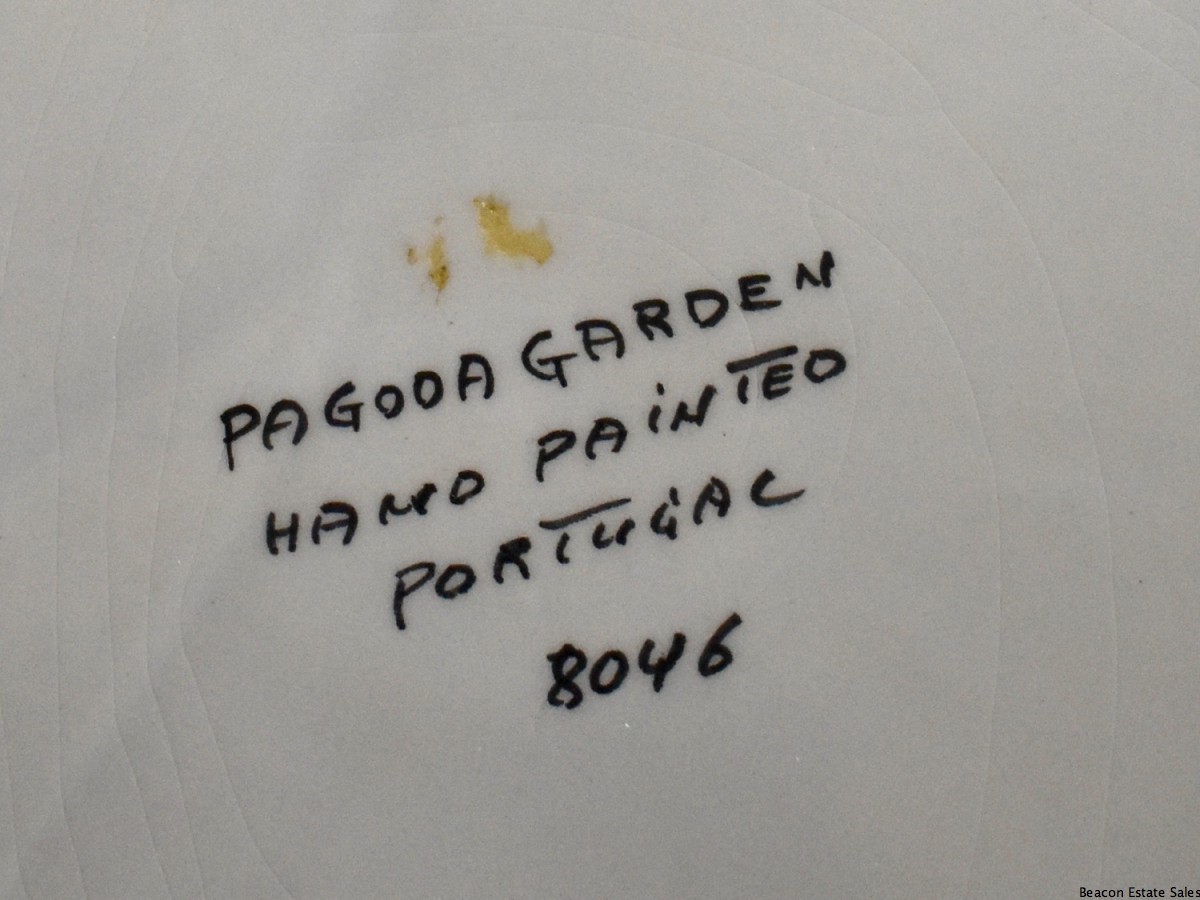 PAGODA GARDEN
HAND PAiNTED
PORTUGAL
8046
Beacon Estate Sales